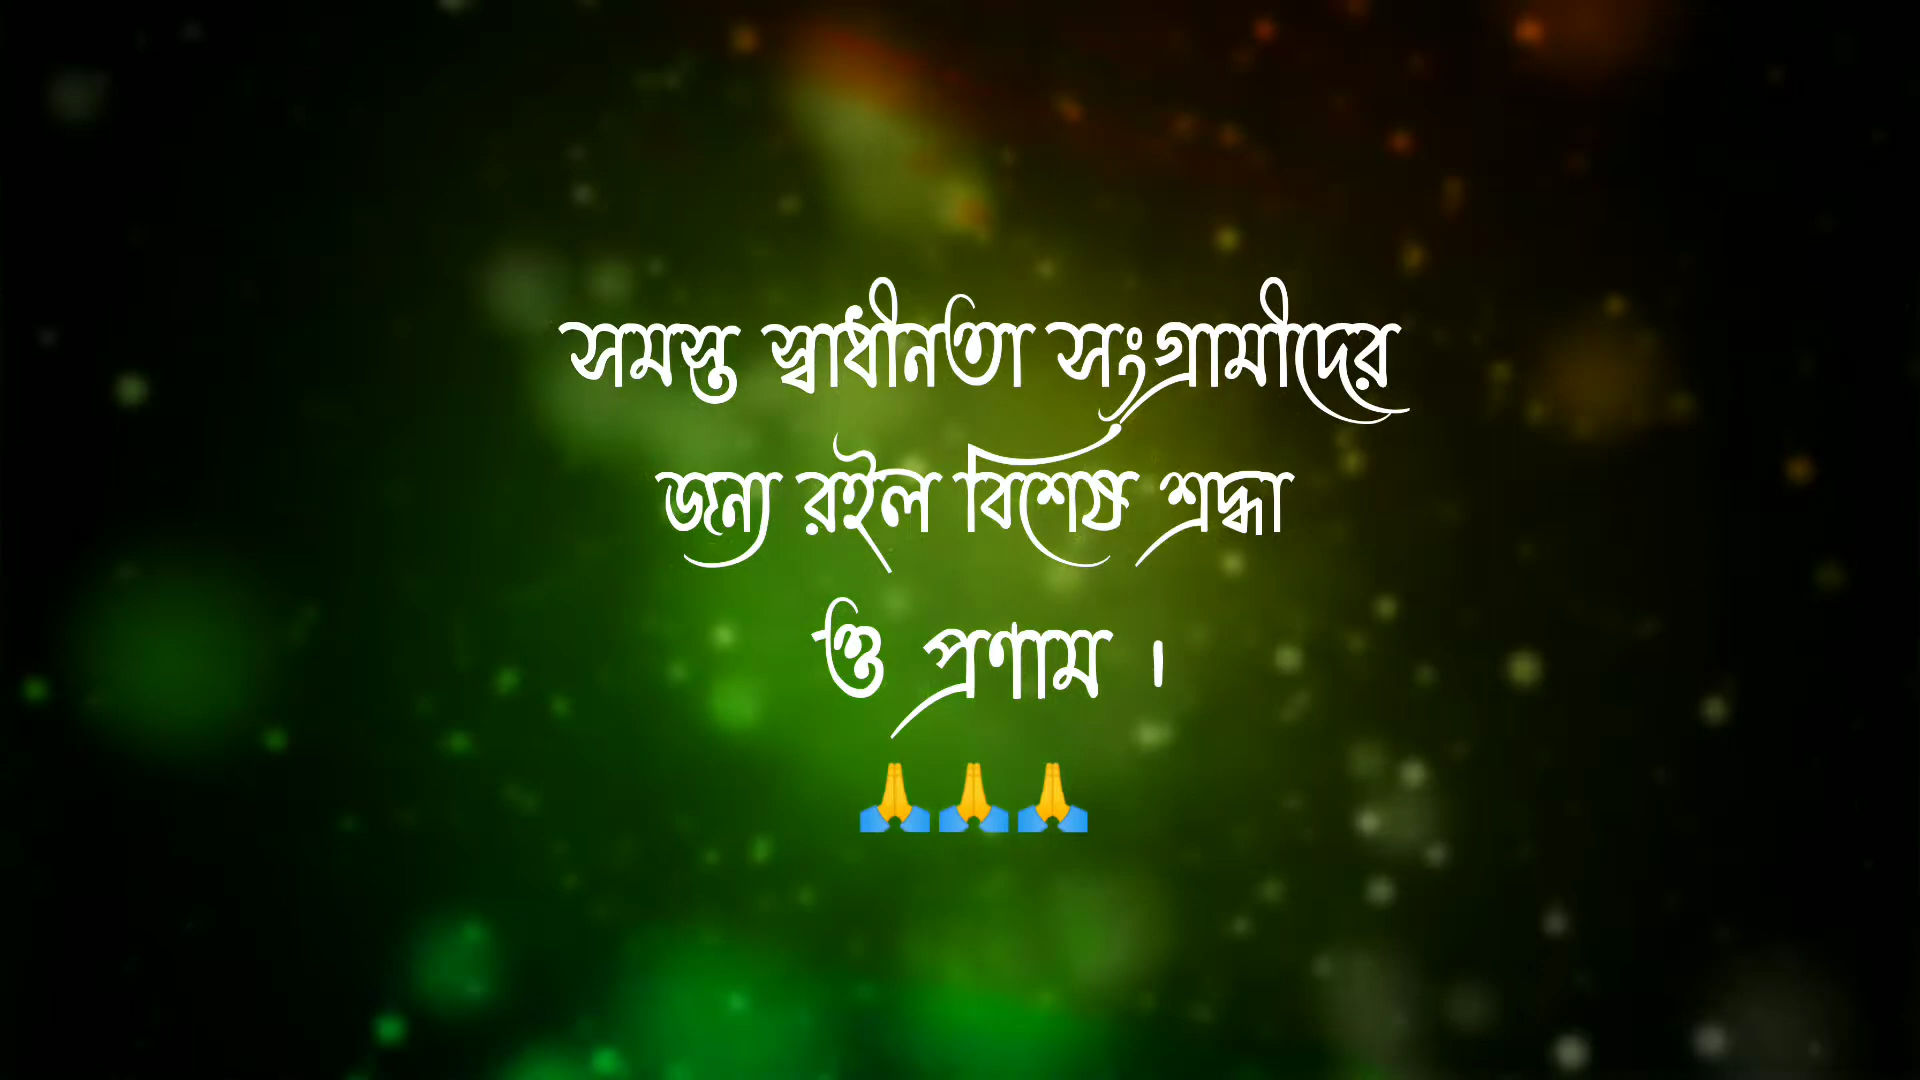 সমস্ত স্বাধীনতা সংগ্রামীদের
জন্য রইল বিশেষ শ্রদ্ধা
ও প্রণাম ।
🙏🙏🙏